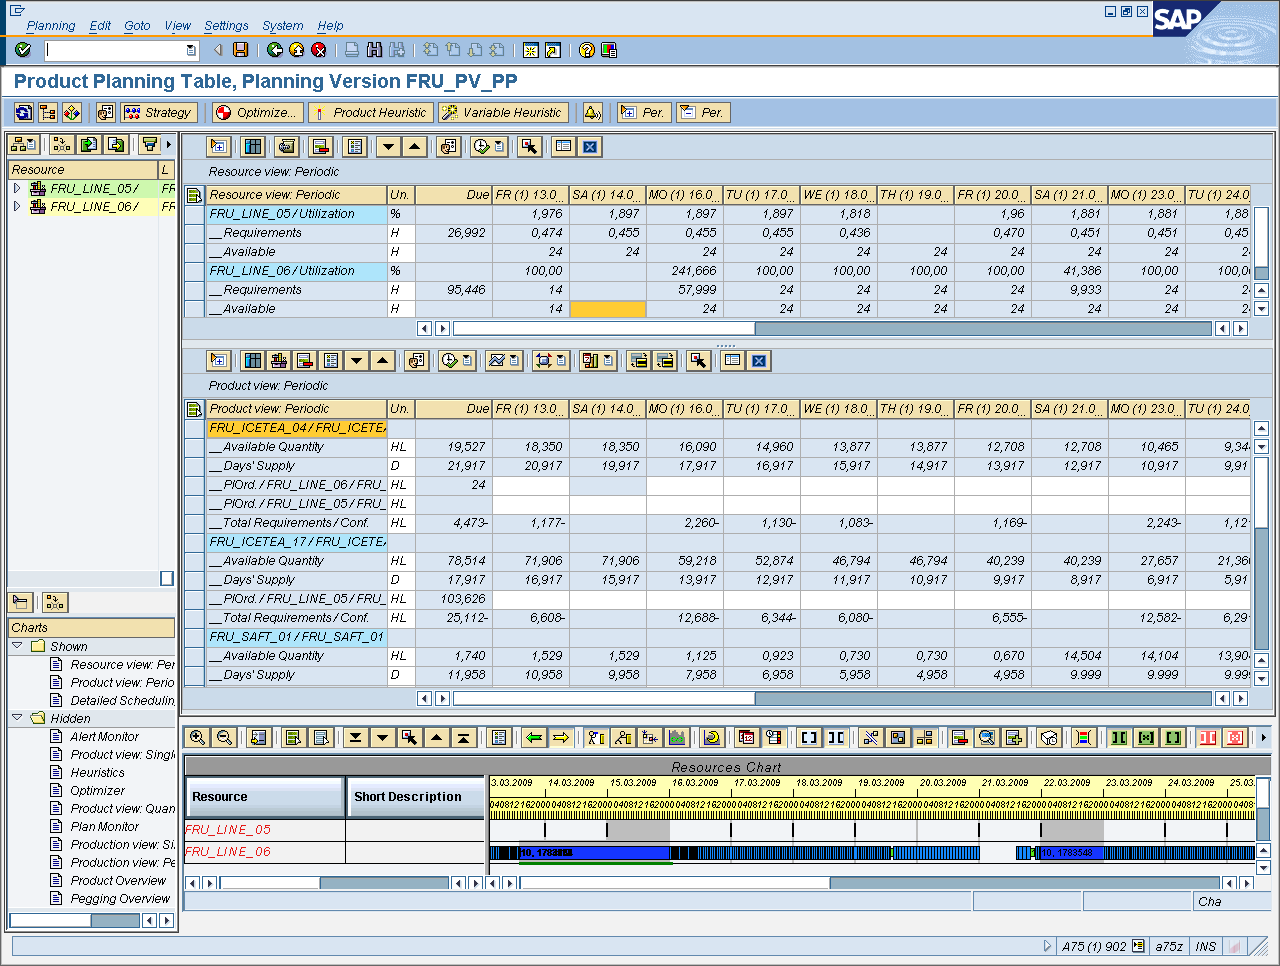 Planning Edit Goto View Settings System Help
SAP
Product Planning Table, Planning Version FRU_PV_PP
Strategy Optimize... Product Heuristic Variable Heuristic Per. Per.
Resource L
FRU_LINE_05/ FR
FRU_LINE_06/ FR
Resource view: Periodic
Resource view: Periodic Un. Due FR (1) 13.0... SA (1) 14.0... MO (1) 16.0... TU (1) 17.0... WE (1) 18.0... TH (1) 19.0... FR (1) 20.0... SA (1) 21.0... MO (1) 23.0... TU (1) 24.0
FRU_LINE_05/Utilization % 1,976 1,897 1,897 1,897 1,818 1,96 1,881 1,881 1,88
__Requirements H 26,992 0,474 0,455 0,455 0,455 0,436 0,470 0,451 0,451 0,45
__Available H 24 24 24 24 24 24 24 24 24 24
FRU_LINE_06/Utilization % 100,00 241,666 100,00 100,00 100,00 100,00 41,386 100,00 100,0
__Requirements H 95,446 14 57,999 24 24 24 24 9,933 24 24
__Available H 14 24 24 24 24 24 24 24 24
Product view: Periodic
Product view: Periodic Un. Due FR (1) 13.0... SA (1) 14.0... MO (1) 16.0... TU (1) 17.0... WE (1) 18.0... TH (1) 19.0... FR (1) 20.0... SA (1) 21.0... MO (1) 23.0... TU (1) 24.0
FRU_ICETEA_04/FRU_ICETE
__Available Quantity HL 19,527 18,350 18,350 16,090 14,960 13,877 13,877 12,708 12,708 10,465 9,34
__Days' Supply D 21,917 20,917 19,917 17,917 16,917 15,917 14,917 13,917 12,917 10,917 9,91
__PlOrd./FRU_LINE_06/FRU_ HL 24
__PlOrd./FRU_LINE_05/FRU_ HL
__Total Requirements/Conf. HL 4,473- 1,177- 2,260- 1,130- 1,083- 1,169- 2,243- 1,12
FRU_ICETEA_17/FRU_ICETE
__Available Quantity HL 78,514 71,906 71,906 59,218 52,874 46,794 46,794 40,239 40,239 27,657 21,36
__Days' Supply D 17,917 16,917 15,917 13,917 12,917 11,917 10,917 9,917 8,917 6,917 5,91
__PlOrd./FRU_LINE_05/FRU_ HL 103,626
__Total Requirements/Conf. HL 25,112- 6,608- 12,688- 6,344- 6,080- 6,555- 12,582- 6,29
FRU_SAFT_01/FRU_SAFT_01
__Available Quantity HL 1,740 1,529 1,529 1,125 0,923 0,730 0,730 0,670 14,504 14,104 13,90
__Days' Supply D 11,958 10,958 9,958 7,958 6,958 5,958 4,958 4,958 9.999 9.999 9.99
Charts
Shown
Resource view: Per
Product view: Perio
Detailed Schedulin
Hidden
Alert Monitor
Product view: Singl
Heuristics
Optimizer
Product view: Quan
Plan Monitor
Production view: Si
Production view: Pe
Product Overview
Pegging Overview
Resources Chart
Resource Short Description
3.03.2009 14.03.2009 15.03.2009 16.03.2009 17.03.2009 18.03.2009 19.03.2009 20.03.2009 21.03.2009 22.03.2009 23.03.2009 24.03.2009 25.03
FRU_LINE_05
FRU_LINE_06
10, 1783548
Cha
A75 (1) 902 a75z INS